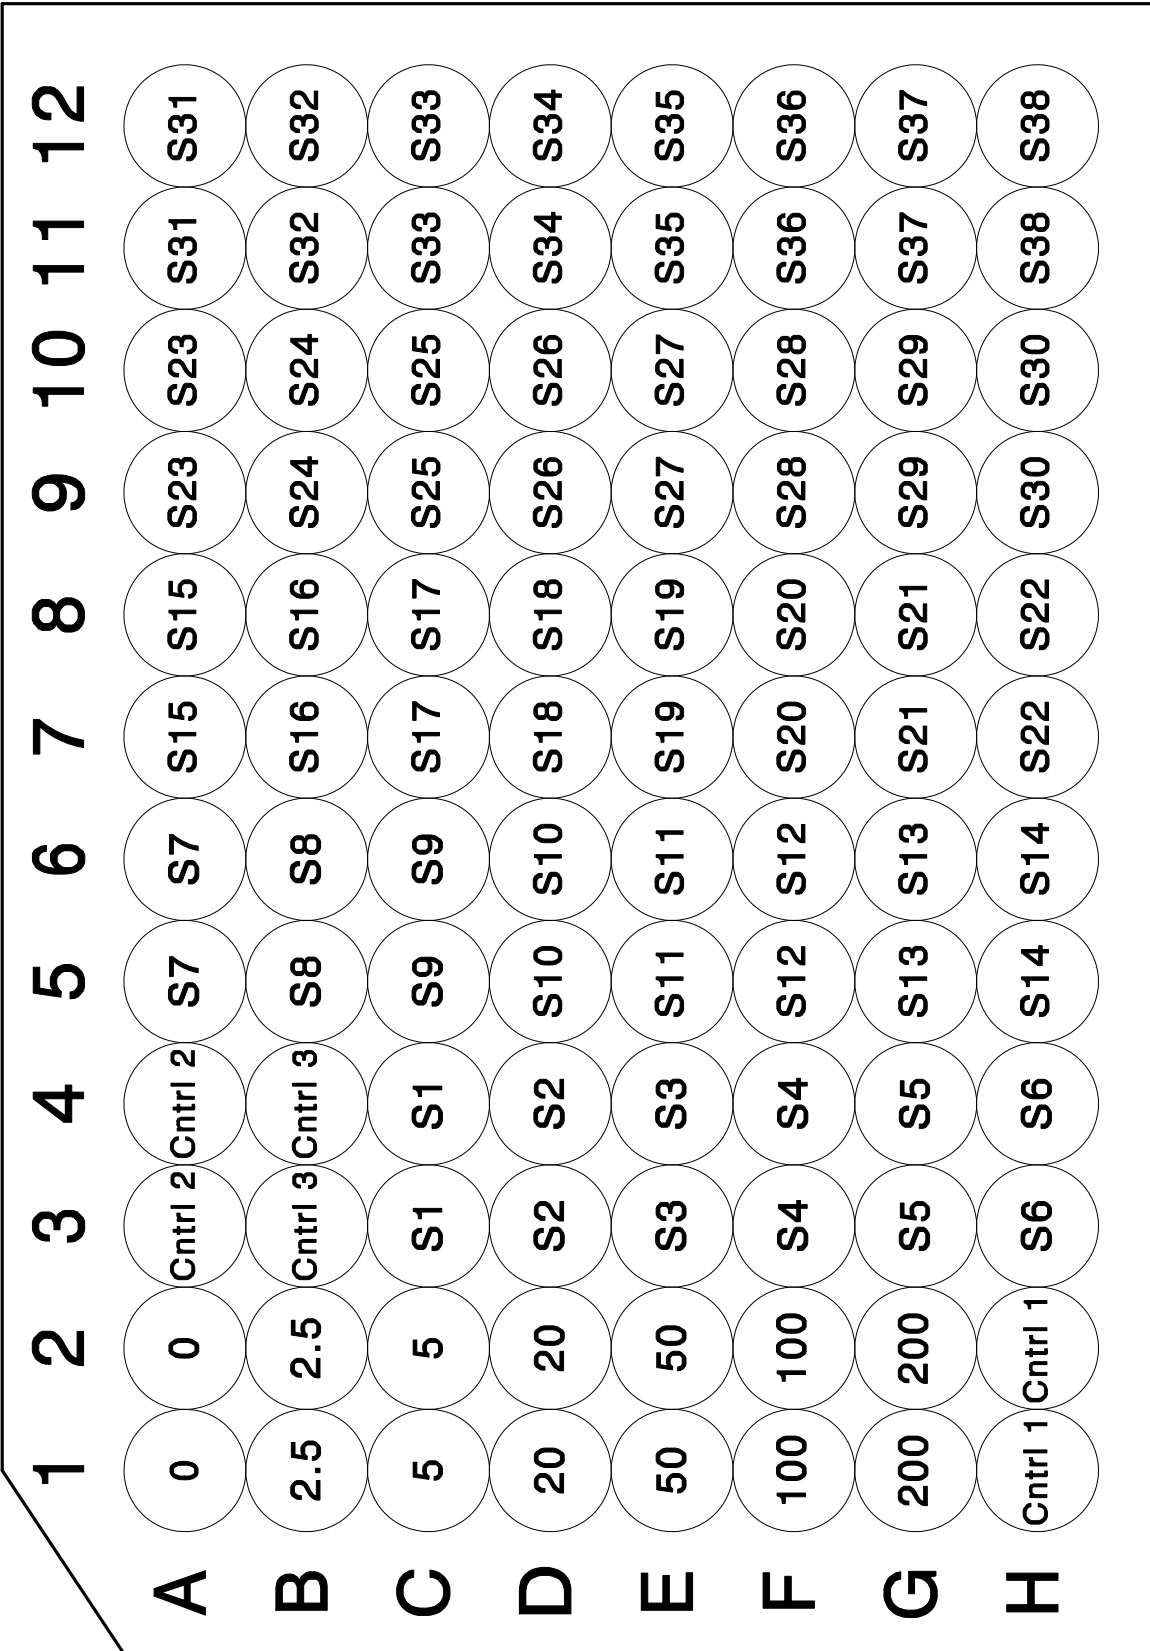 1 2 3 4 5 6 7 8 9 10 11 12
A 0 0 Cntrl 2 Cntrl 2 S7 S7 S15 S15 S23 S23 S31 S31
B 2.5 2.5 Cntrl 3 Cntrl 3 S8 S8 S16 S16 S24 S24 S32 S32
C 5 5 S1 S1 S9 S9 S17 S17 S25 S25 S33 S33
D 20 20 S2 S2 S10 S10 S18 S18 S26 S26 S34 S34
E 50 50 S3 S3 S11 S11 S19 S19 S27 S27 S35 S35
F 100 100 S4 S4 S12 S12 S20 S20 S28 S28 S36 S36
G 200 200 S5 S5 S13 S13 S21 S21 S29 S29 S37 S37
H Cntrl 1 Cntrl 1 S6 S6 S14 S14 S22 S22 S30 S30 S38 S38